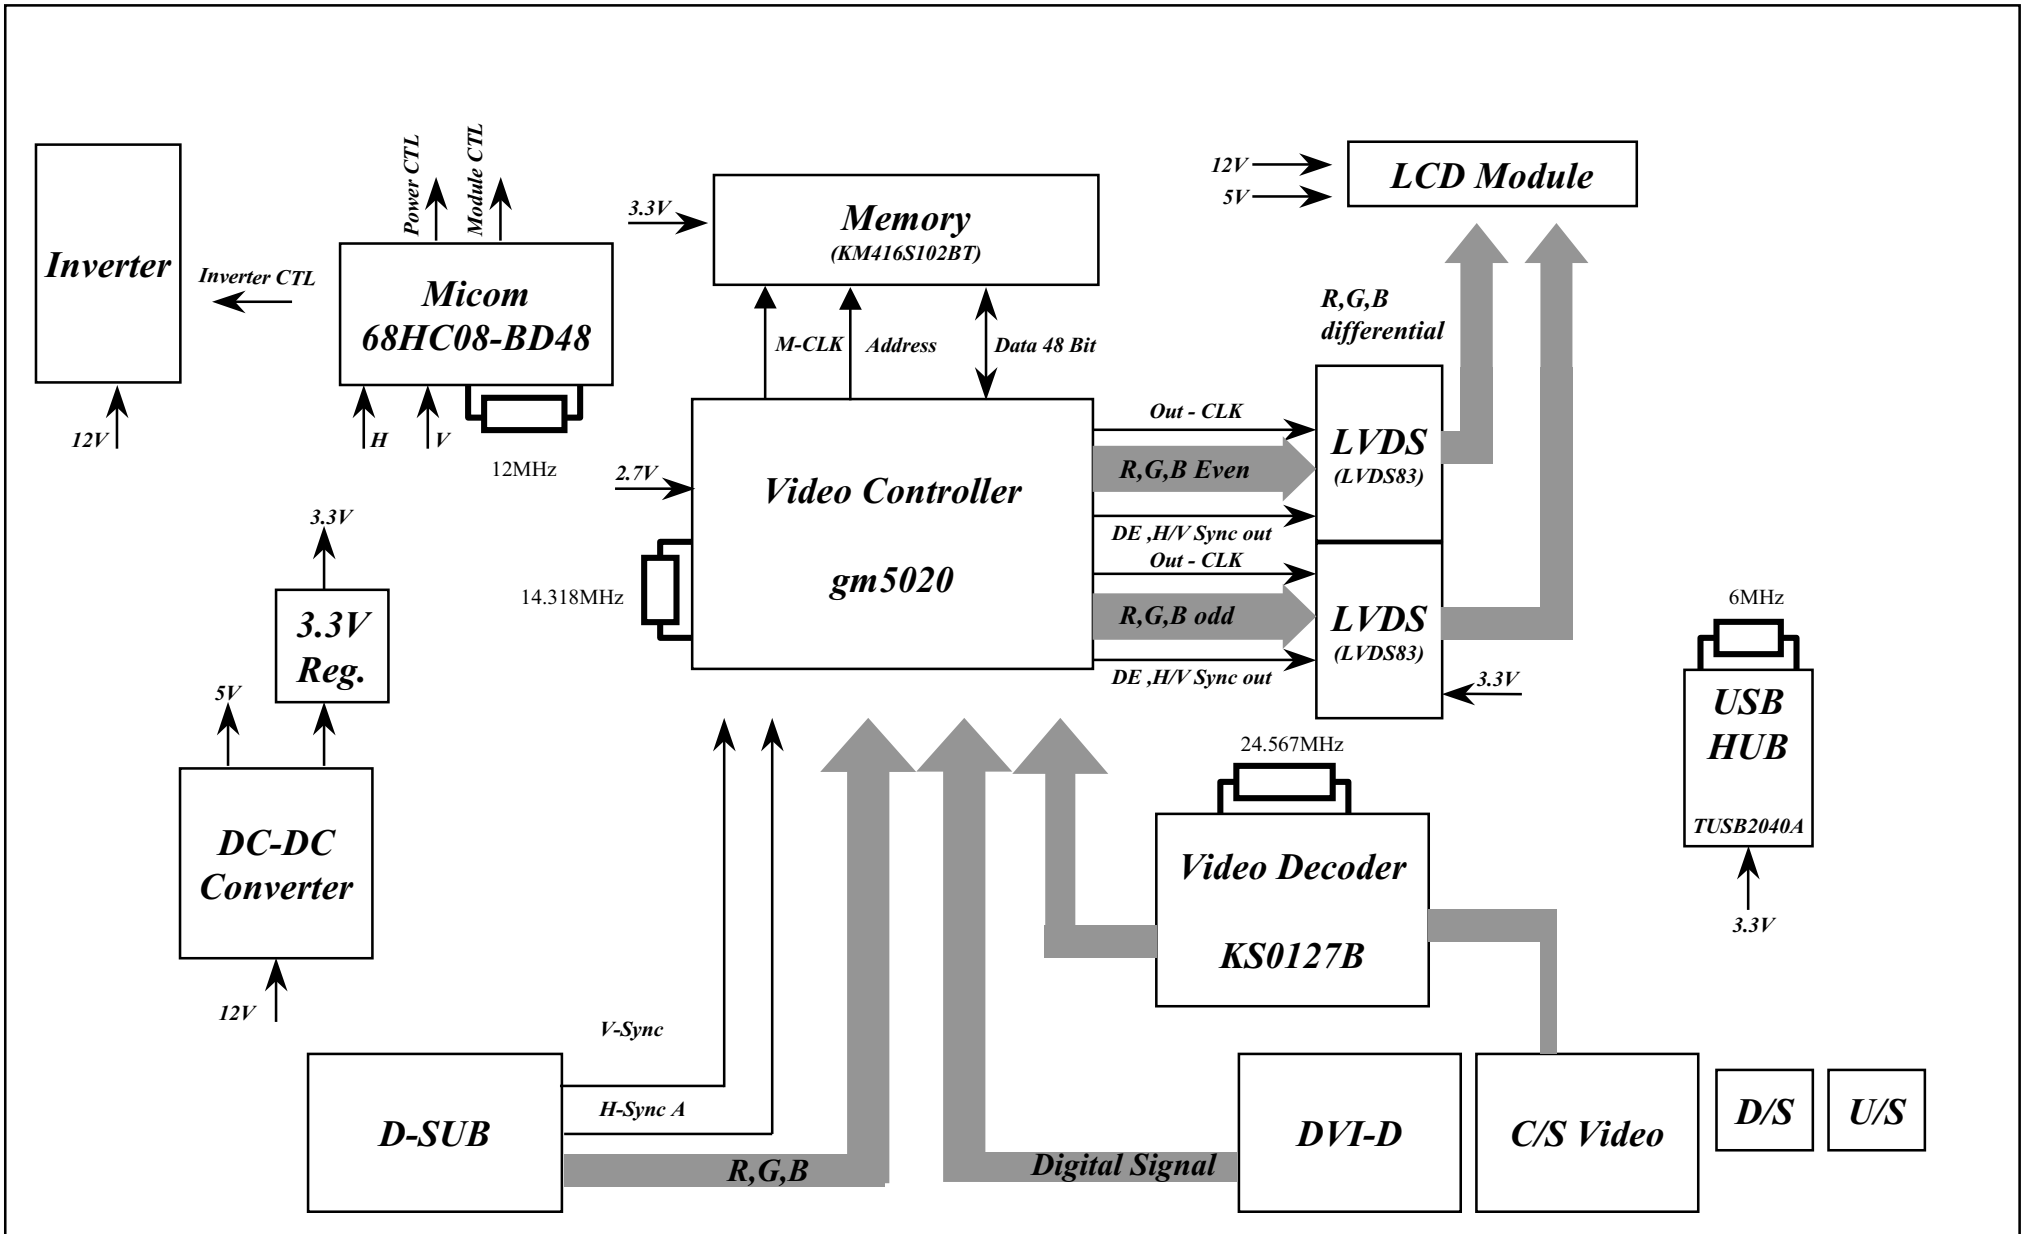 Inverter
12V
Inverter CTL
Power CTL
Module CTL
Micom
68HC08-BD48
H
V
12MHz
3.3V
Memory
(KM416S102BT)
M-CLK
Address
Data 48 Bit
12V
5V
LCD Module
R,G,B
differential
2.7V
14.318MHz
Video Controller
gm5020
Out - CLK
R,G,B Even
DE ,H/V Sync out
Out - CLK
R,G,B odd
DE ,H/V Sync out
LVDS
(LVDS83)
LVDS
(LVDS83)
3.3V
3.3V
3.3V
Reg.
5V
DC-DC
Converter
12V
6MHz
USB
HUB
TUSB2040A
3.3V
24.567MHz
Video Decoder
KS0127B
V-Sync
H-Sync A
D-SUB
R,G,B
Digital Signal
DVI-D
C/S Video
D/S
U/S